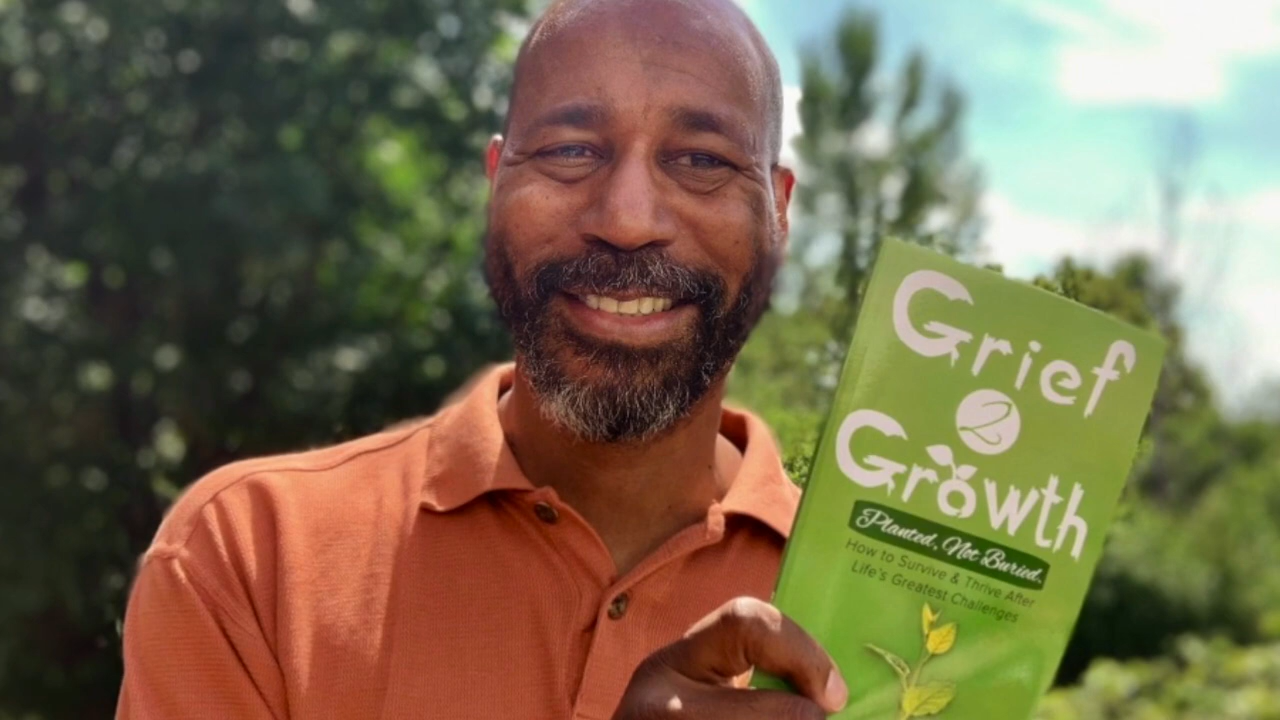 Grief
2
Growth
Planted, Not Buried.
How to Survive & Thrive After
Life's Greatest Challenges